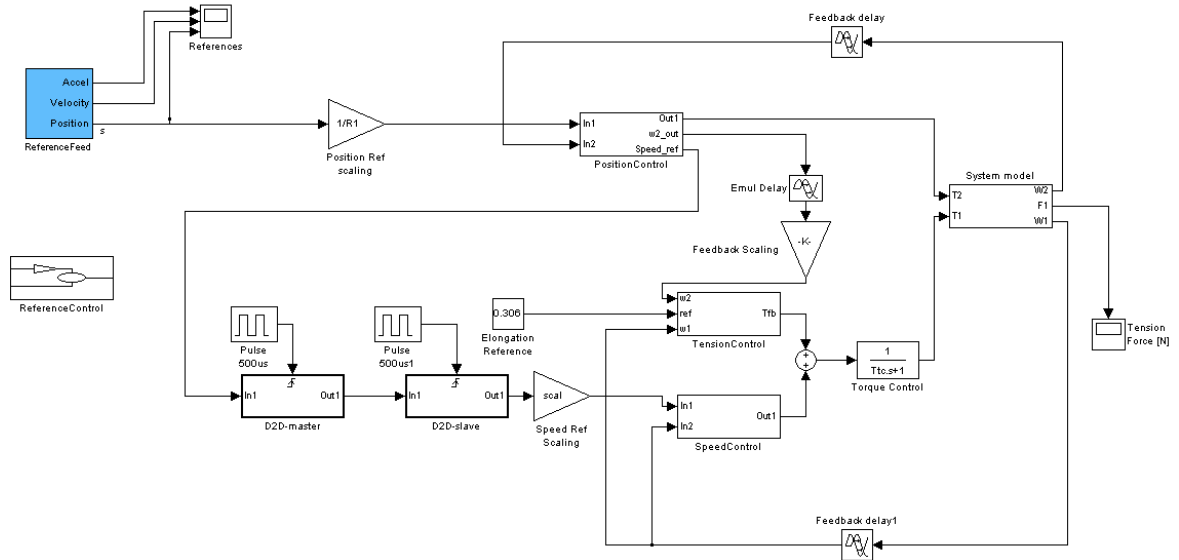 Feedback delay
References
Accel
Velocity
Position
s
ReferenceFeed
1/R1
Position Ref
scaling
In1
In2
Out1
w2_out
Speed_ref
PositionControl
Emul Delay
System model
T2
T1
W2
F1
W1
-K-
Feedback Scaling
ReferenceControl
Pulse
500us
Pulse
500us1
0.306
Elongation
Reference
w2
ref
w1
Tfb
TensionControl
+
+
1
Ttc.s+1
Torque Control
Tension
Force [N]
In1
Out1
D2D-master
In1
Out1
D2D-slave
scal
Speed Ref
Scaling
In1
In2
Out1
SpeedControl
Feedback delay1